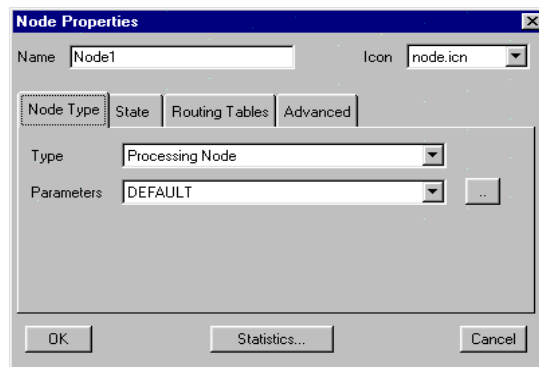 Node Properties
Name Node1 Icon node.icn
Node Type State Routing Tables Advanced
Type Processing Node
Parameters DEFAULT ..
OK Statistics... Cancel